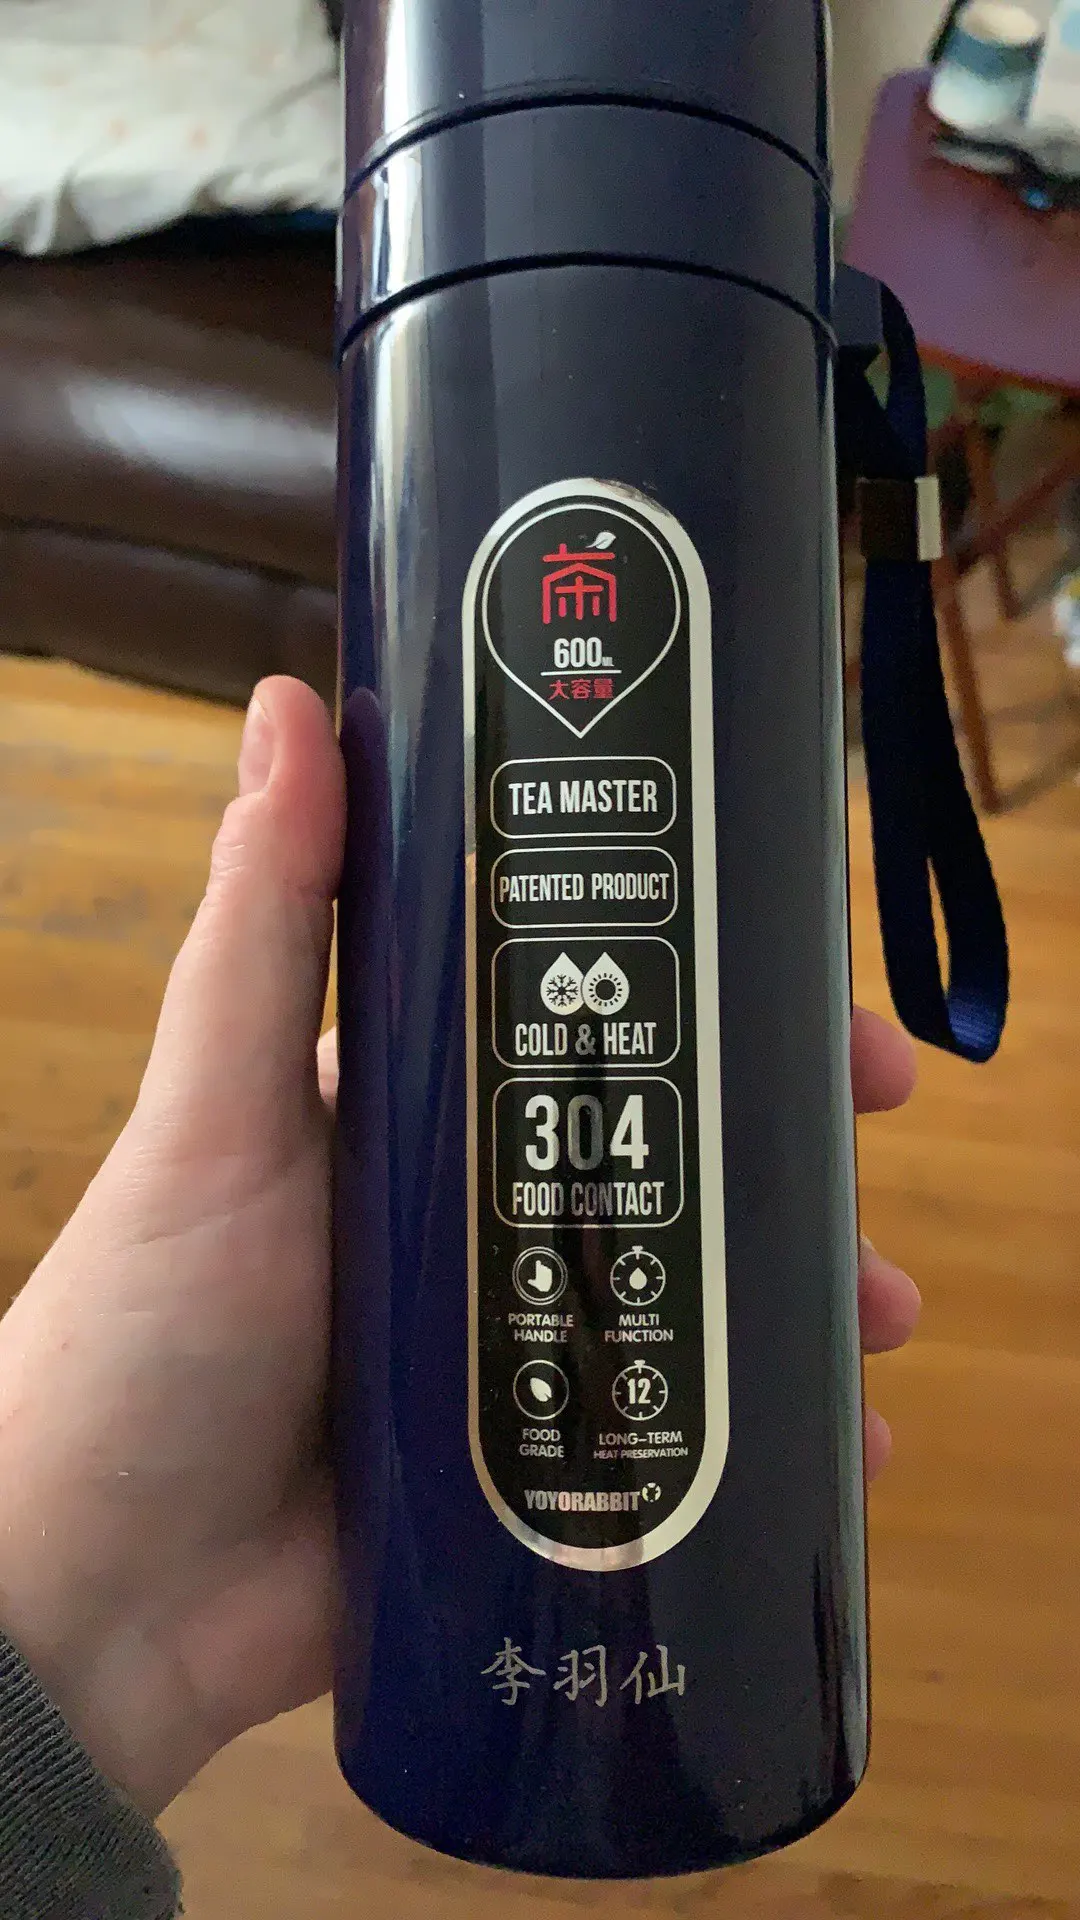 茶
600ML
大容量
TEA MASTER
PATENTED PRODUCT
COLD & HEAT
304
FOOD CONTACT
PORTABLE HANDLE
MULTI FUNCTION
FOOD GRADE
12
LONG-TERM HEAT PRESERVATION
YOYORABBIT
李羽仙